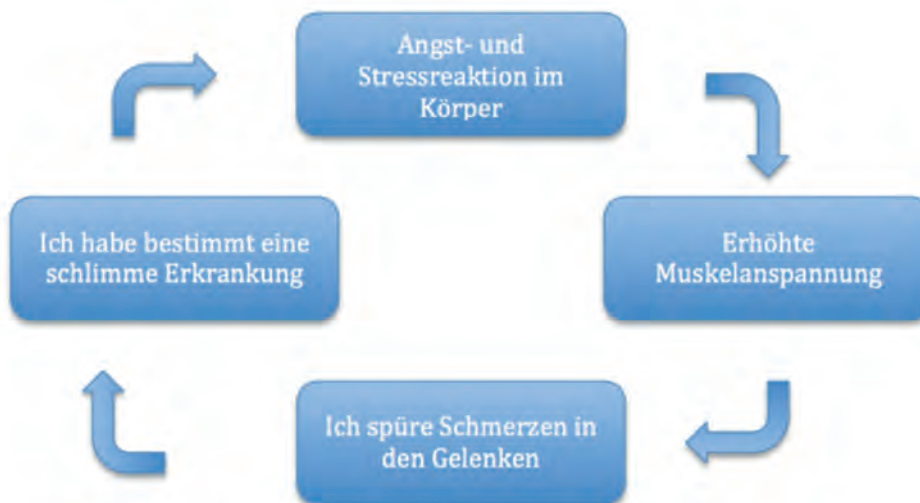 Angst- und
Stressreaktion im
Körper
Erhöhte
Muskelanspannung
Ich spüre Schmerzen in
den Gelenken
Ich habe bestimmt eine
schlimme Erkrankung